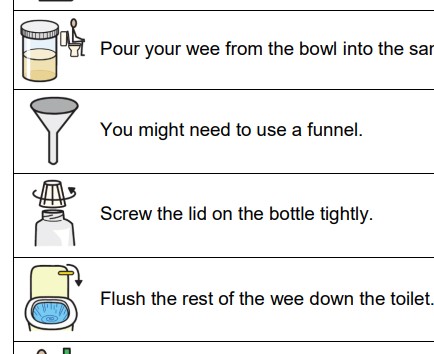 Pour your wee from the bowl into the
You might need to use a funnel.
Screw the lid on the bottle tightly.
Flush the rest of the wee down the toilet.